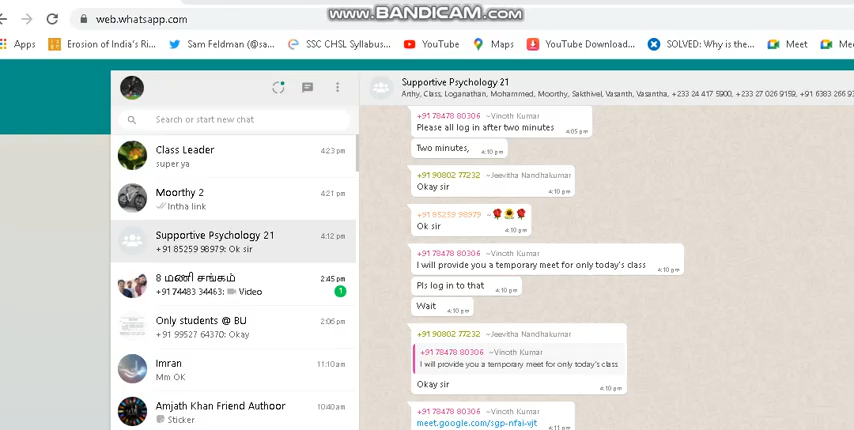 web.whatsapp.com
www.BANDICAM.com
Apps
Erosion of India's Ri...
Sam Feldman (@sa...
SSC CHSL Syllabus...
YouTube
Maps
YouTube Download...
SOLVED: Why is the...
Meet
Me
Search or start new chat
Class Leader 4:23 pm
super ya
Moorthy 2 4:21 pm
Intha link
Supportive Psychology 21 4:12 pm
+91 85259 98979: Ok sir
8 மணி சங்கம் 2:45 pm
+91 74483 34463: Video 1
Only students @ BU 2:06 pm
+91 99527 64370: Okay
Imran 11:10 am
Mm OK
Amjath Khan Friend Authoor 10:40 am
Sticker
Supportive Psychology 21
Arrhy, Class, Loganathan, Mohammed, Moorthy, Sakthivel, Vasanth, Vasantha, +233 24 417 5900, +233 27 026 9159, +91 6383 266 93
+91 78478 80306 ~Vinoth Kumar
Please all log in after two minutes 4:05 pm
Two minutes, 4:10 pm
+91 90802 77232 ~Jeevitha Nandhakumar
Okay sir 4:10 pm
+91 85259 98979 ~🌹🌻🌹
Ok sir 4:10 pm
+91 78478 80306 ~Vinoth Kumar
I will provide you a temporary meet for only today's class 4:10 pm
Pls log in to that 4:10 pm
Wait 4:10 pm
+91 90802 77232 ~Jeevitha Nandhakumar
+91 78478 80306 ~Vinoth Kumar
I will provide you a temporary meet for only today's class
Okay sir 4:10 pm
+91 78478 80306 ~Vinoth Kumar
meet.google.com/sgp-nfai-vjt 4:11 pm